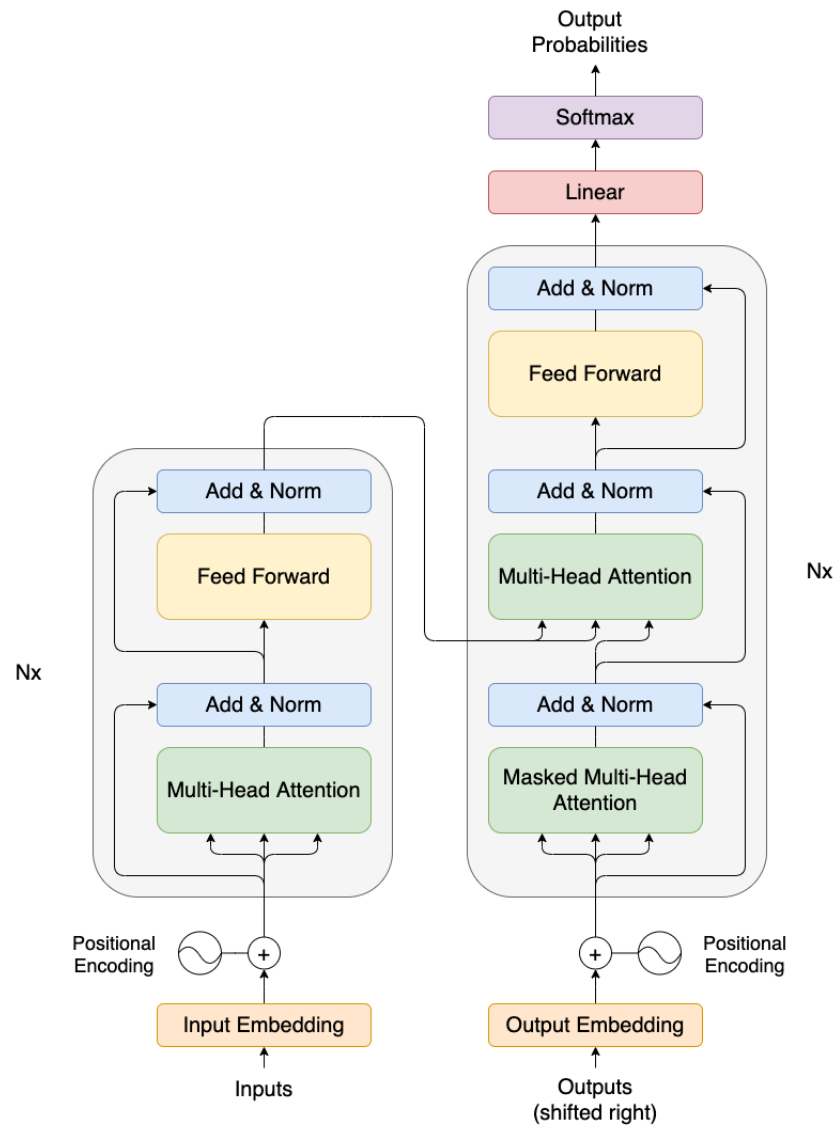 Output
Probabilities
Softmax
Linear
Add & Norm
Feed Forward
Add & Norm
Multi-Head Attention
Nx
Add & Norm
Masked Multi-Head
Attention
Positional
Encoding
Output Embedding
Outputs
(shifted right)
Add & Norm
Feed Forward
Nx
Add & Norm
Multi-Head Attention
Positional
Encoding
Input Embedding
Inputs